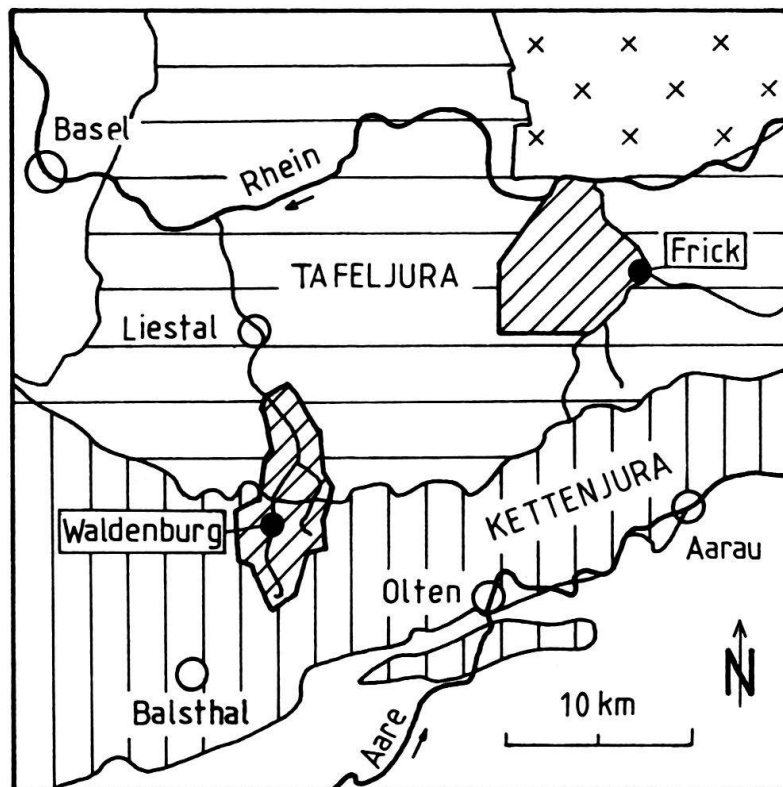 Basel
Rhein
Frick
TAFELJURA
Liestal
KETTENJURA
Waldenburg
Aarau
Olten
N
10 km
Balsthal
Aare